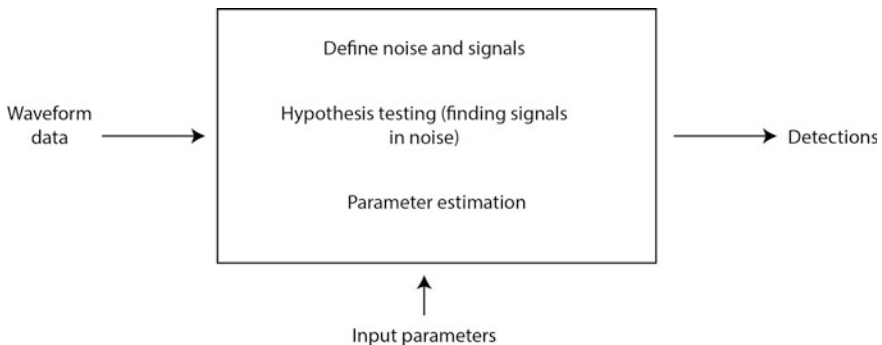 Define noise and signals
Waveform
data
Hypothesis testing (finding signals
in noise)
Detections
Parameter estimation
Input parameters